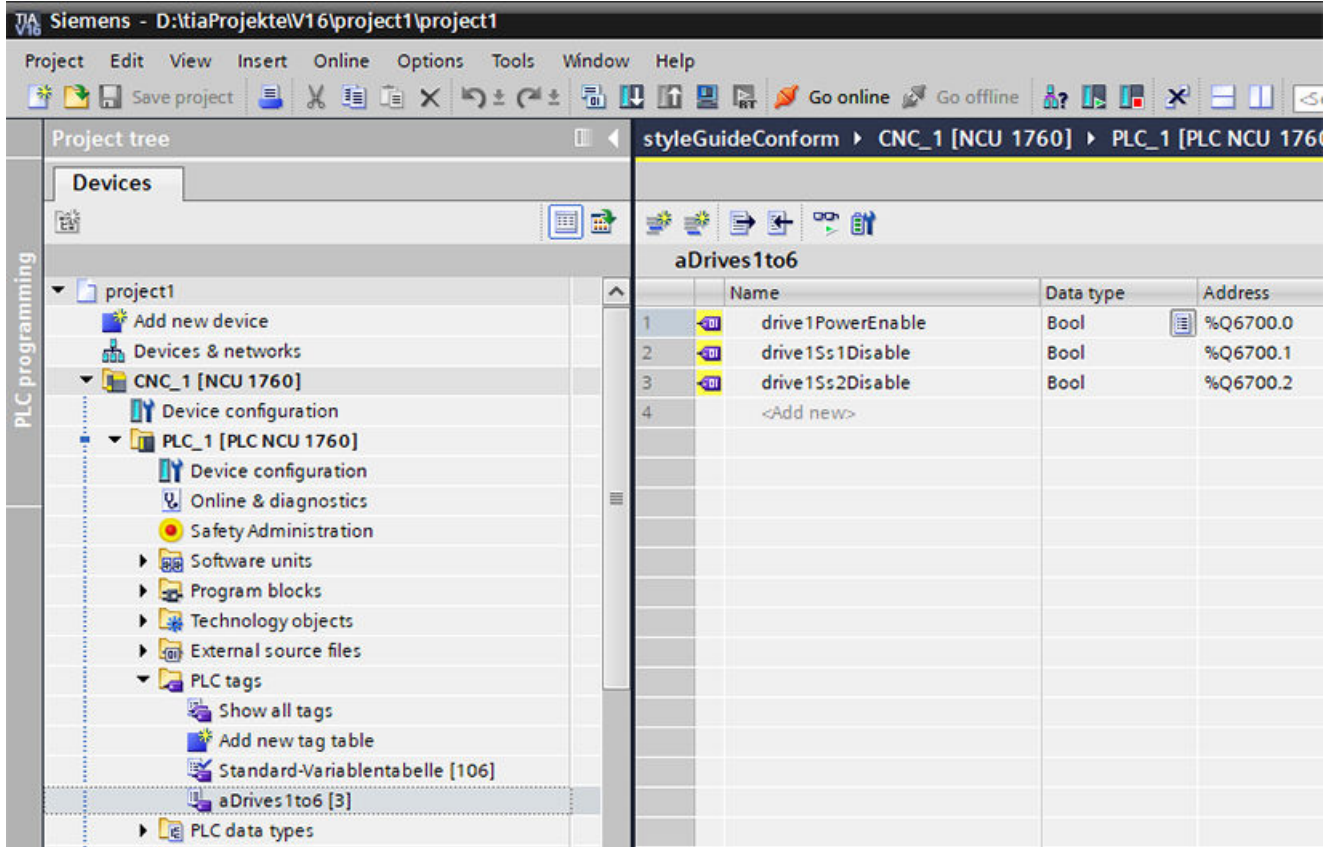 Siemens - D:\tiaProjekte\V16\project1\project1
Project Edit View Insert Online Options Tools Window Help
Save project Go online Go offline
Project tree
styleGuideConform CNC_1 [NCU 1760] PLC_1 [PLC NCU 1760
Devices
PLC programming
aDrives1to6
Name Data type Address
1 drive1PowerEnable Bool %Q6700.0
2 drive1Ss1Disable Bool %Q6700.1
3 drive1Ss2Disable Bool %Q6700.2
4 <Add new>
project1
Add new device
Devices & networks
CNC_1 [NCU 1760]
Device configuration
PLC_1 [PLC NCU 1760]
Device configuration
Online & diagnostics
Safety Administration
Software units
Program blocks
Technology objects
External source files
PLC tags
Show all tags
Add new tag table
Standard-Variablentabelle [106]
aDrives1to6 [3]
PLC data types